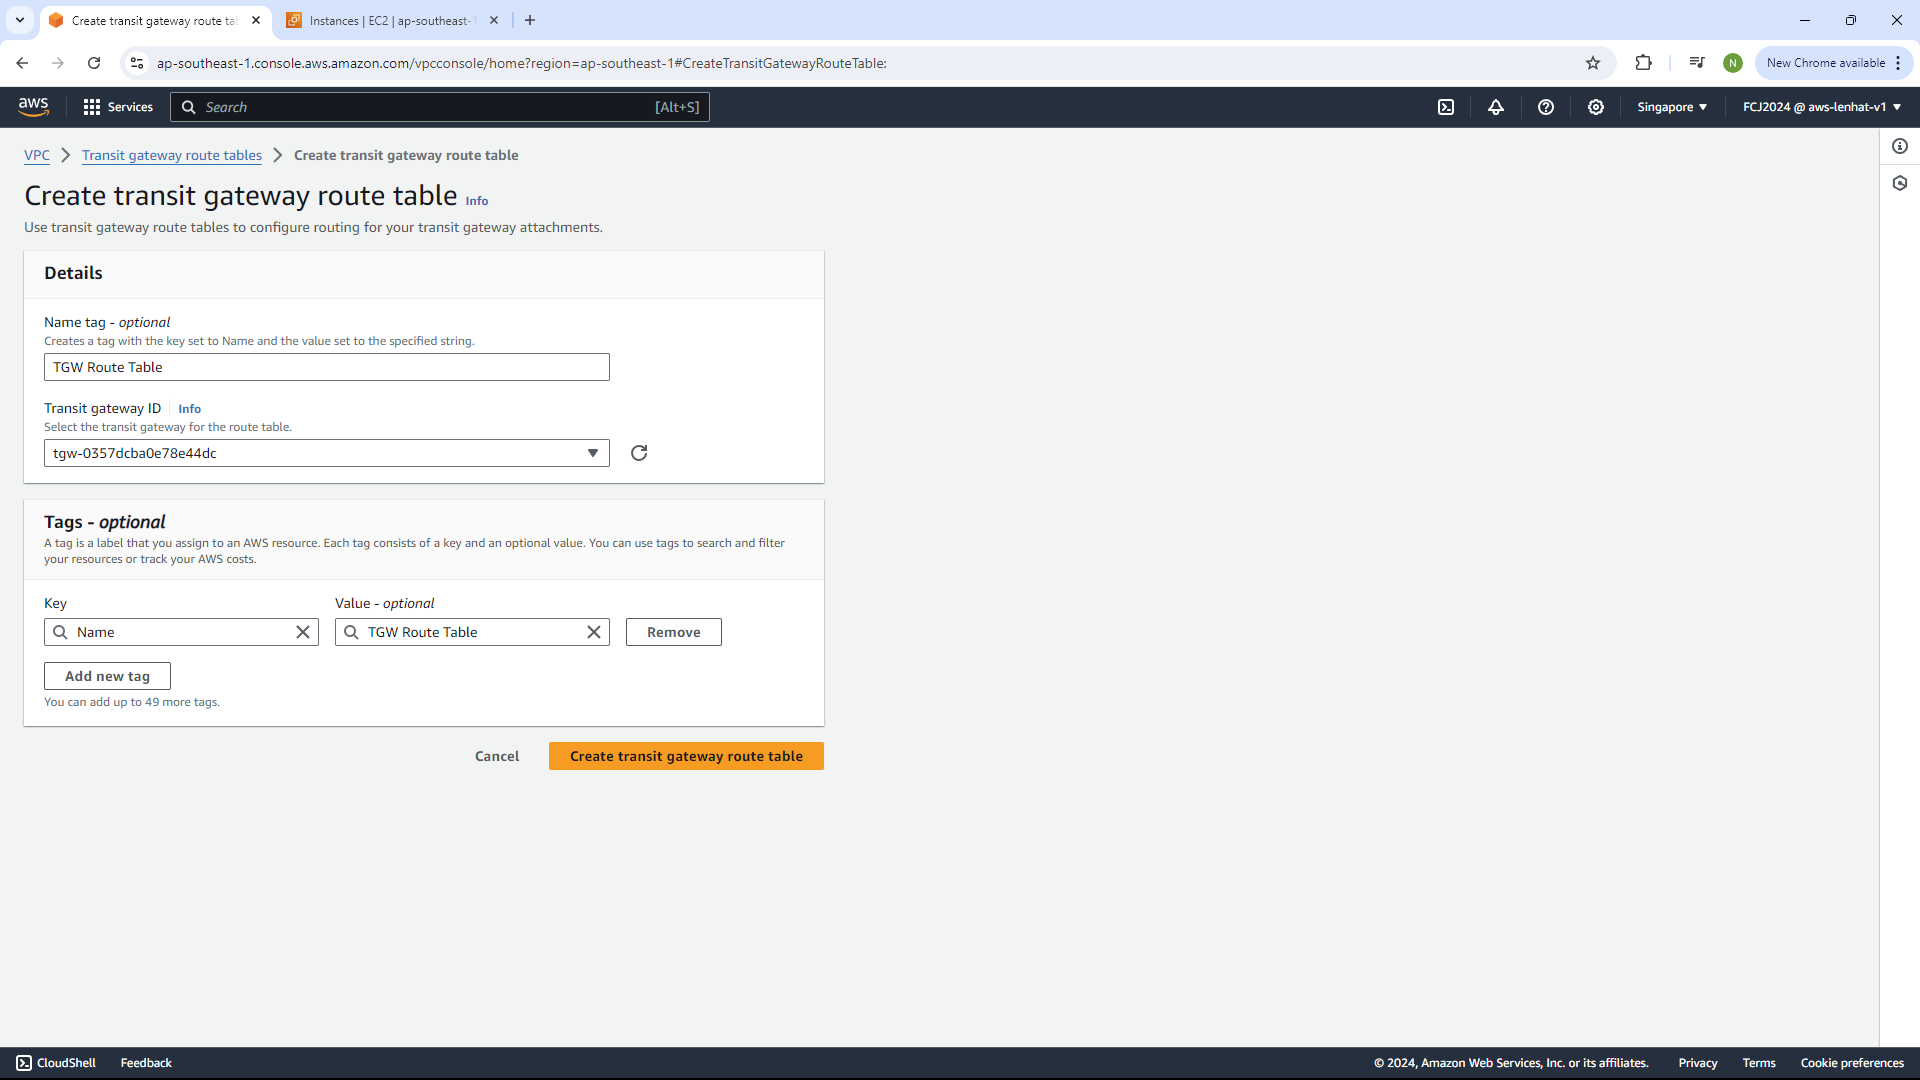 Create transit gateway route ta
Instances | EC2 | ap-southeast-1
ap-southeast-1.console.aws.amazon.com/vpcconsole/home?region=ap-southeast-1#CreateTransitGatewayRouteTable:
N
New Chrome available
aws
Services
Search
[Alt+S]
Singapore
FCJ2024 @ aws-lenhat-v1
VPC
Transit gateway route tables
Create transit gateway route table
Create transit gateway route table Info
Use transit gateway route tables to configure routing for your transit gateway attachments.
Details
Name tag - optional
Creates a tag with the key set to Name and the value set to the specified string.
TGW Route Table
Transit gateway ID Info
Select the transit gateway for the route table.
tgw-0357dcba0e78e44dc
Tags - optional
A tag is a label that you assign to an AWS resource. Each tag consists of a key and an optional value. You can use tags to search and filter
your resources or track your AWS costs.
Key
Value - optional
Name
TGW Route Table
Remove
Add new tag
You can add up to 49 more tags.
Cancel
Create transit gateway route table
CloudShell
Feedback
© 2024, Amazon Web Services, Inc. or its affiliates.
Privacy
Terms
Cookie preferences